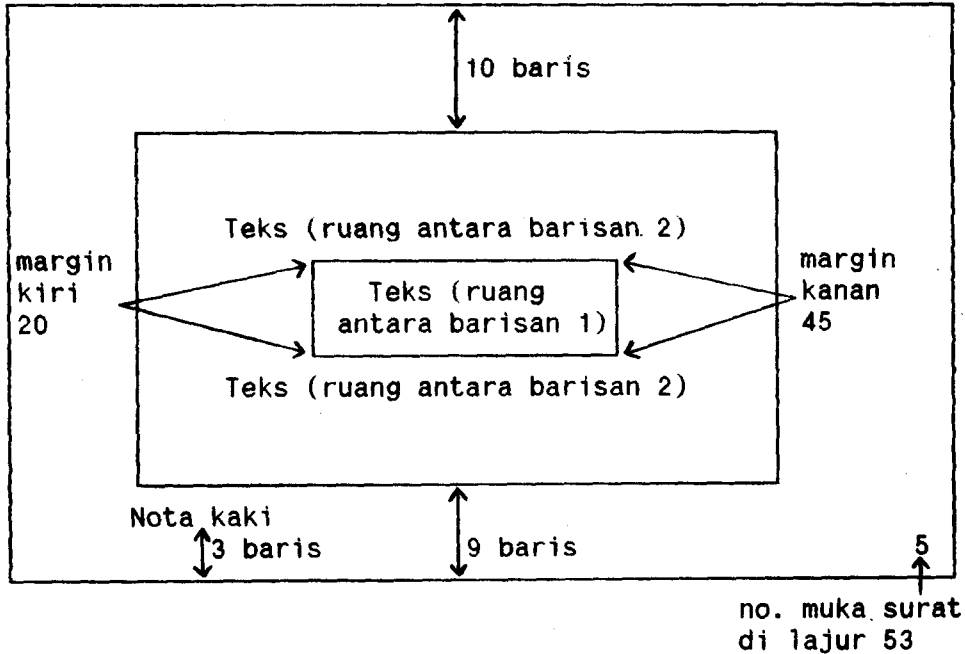 10 baris
Teks (ruang antara barisan 2)
margin
kiri
20
Teks (ruang
antara barisan 1)
margin
kanan
45
Teks (ruang antara barisan 2)
Nota kaki
3 baris
9 baris
5
no. muka surat
di lajur 53